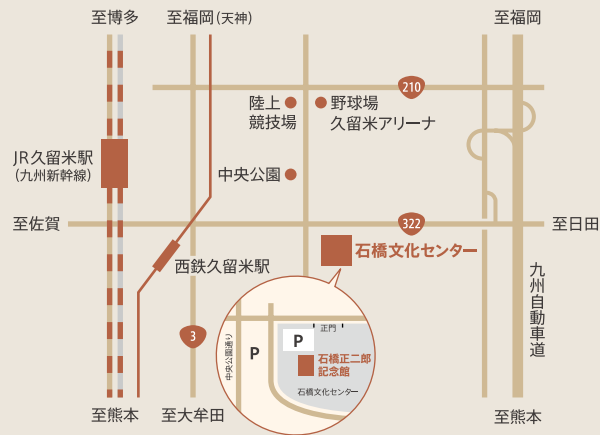 至博多
至福岡(天神)
至福岡
210
陸上
競技場
野球場
久留米アリーナ
JR久留米駅
(九州新幹線)
中央公園
至佐賀
322
至日田
石橋文化センター
西鉄久留米駅
九州自動車道
3
正門
中央公園通り
P
P
石橋正二郎
記念館
石橋文化センター
至熊本
至大牟田
至熊本